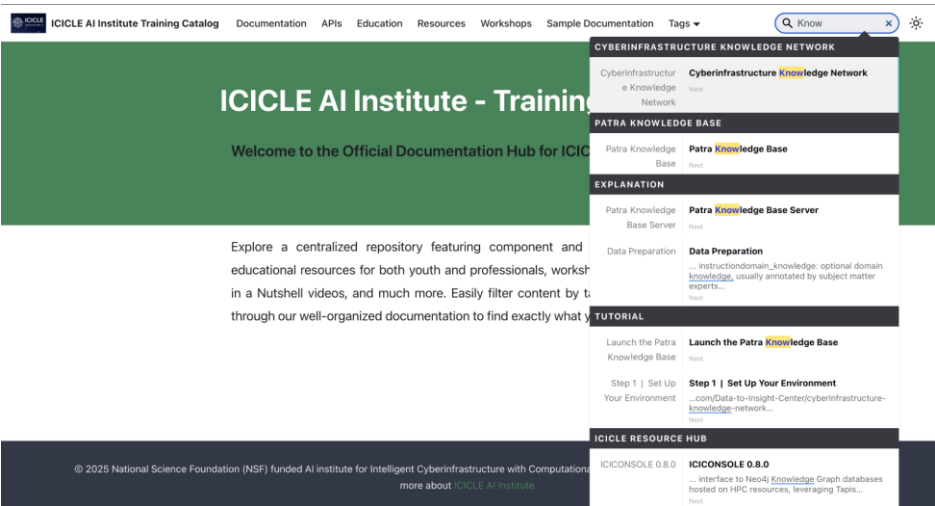 ICICLE AI Institute Training Catalog Documentation APIs Education Resources Workshops Sample Documentation Tags Know x
ICICLE AI Institute - Training
Welcome to the Official Documentation Hub for ICIC
Explore a centralized repository featuring component and
educational resources for both youth and professionals, worksh
in a Nutshell videos, and much more. Easily filter content by ta
through our well-organized documentation to find exactly what y
CYBERINFRASTRUCTURE KNOWLEDGE NETWORK
Cyberinfrastructur
e Knowledge
Network
Cyberinfrastructure Knowledge Network
Next
PATRA KNOWLEDGE BASE
Patra Knowledge
Base
Patra Knowledge Base
Next
EXPLANATION
Patra Knowledge
Base Server
Patra Knowledge Base Server
Next
Data Preparation
Data Preparation
... instructiondomain_knowledge: optional domain
knowledge, usually annotated by subject matter
experts...
Next
TUTORIAL
Launch the Patra
Knowledge Base
Launch the Patra Knowledge Base
Next
Step 1 | Set Up
Your Environment
Step 1 | Set Up Your Environment
...com/Data-to-Insight-Center/cyberinfrastructure-
knowledge-network...
Next
ICICLE RESOURCE HUB
ICICONSOLE 0.8.0
ICICONSOLE 0.8.0
... interface to Neo4j Knowledge Graph databases
hosted on HPC resources, leveraging Tapis...
Next
© 2025 National Science Foundation (NSF) funded AI institute for Intelligent Cyberinfrastructure with Computationa
more about ICICLE AI Institute.